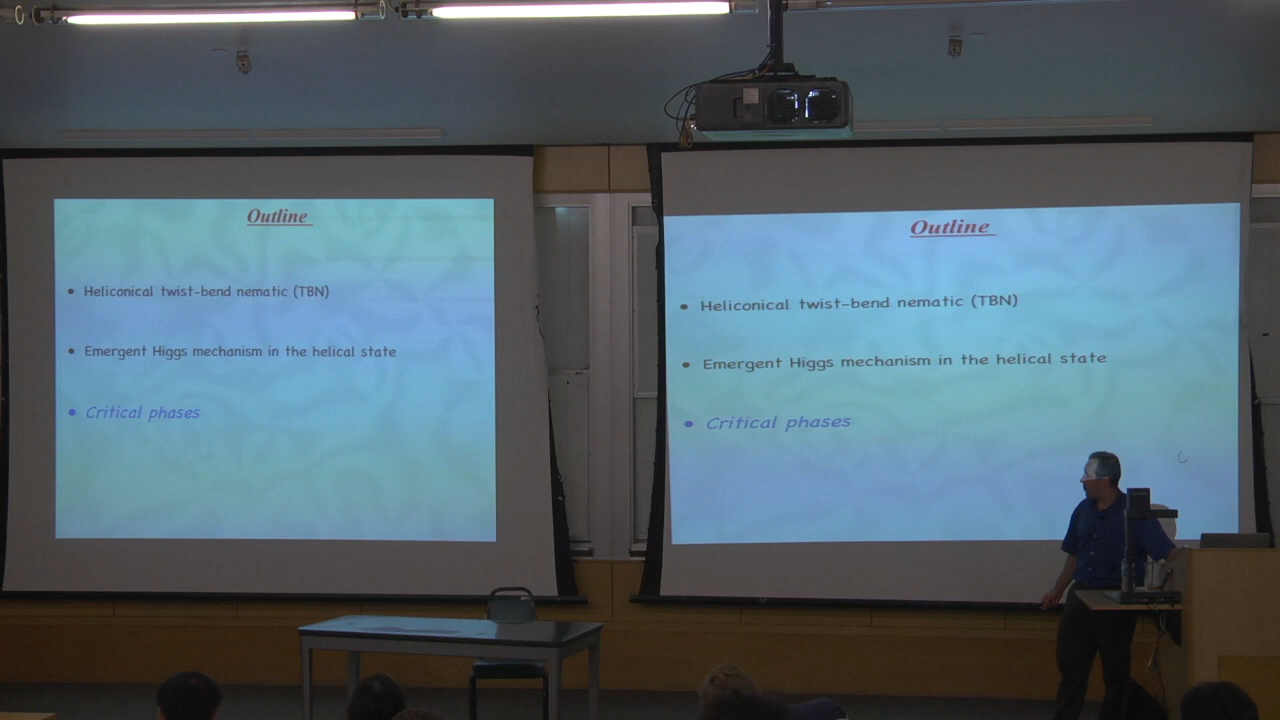 Outline
• Heliconical twist-bend nematic (TBN)
• Emergent Higgs mechanism in the helical state
• Critical phases
Outline
• Heliconical twist-bend nematic (TBN)
• Emergent Higgs mechanism in the helical state
• Critical phases